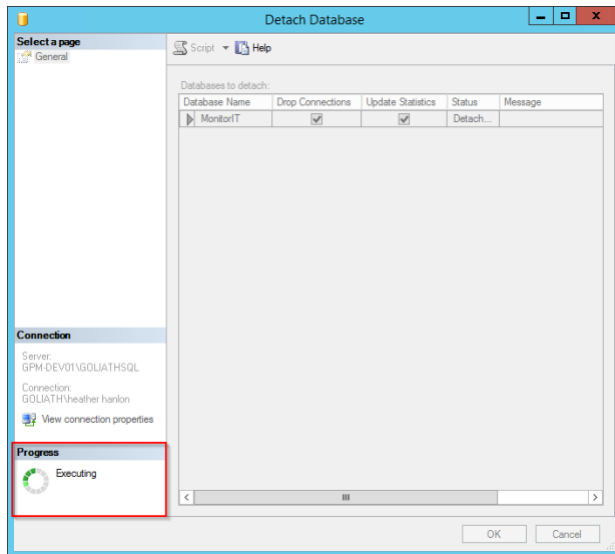 Detach Database
Select a page
General
Script
Help
Databases to detach:
Database Name Drop Connections Update Statistics Status Message
MonitorIT Detach...
Connection
Server:
GPM-DEV01\GOLIATHSQL
Connection:
GOLIATH\heather hanlon
View connection properties
Progress
Executing
OK Cancel